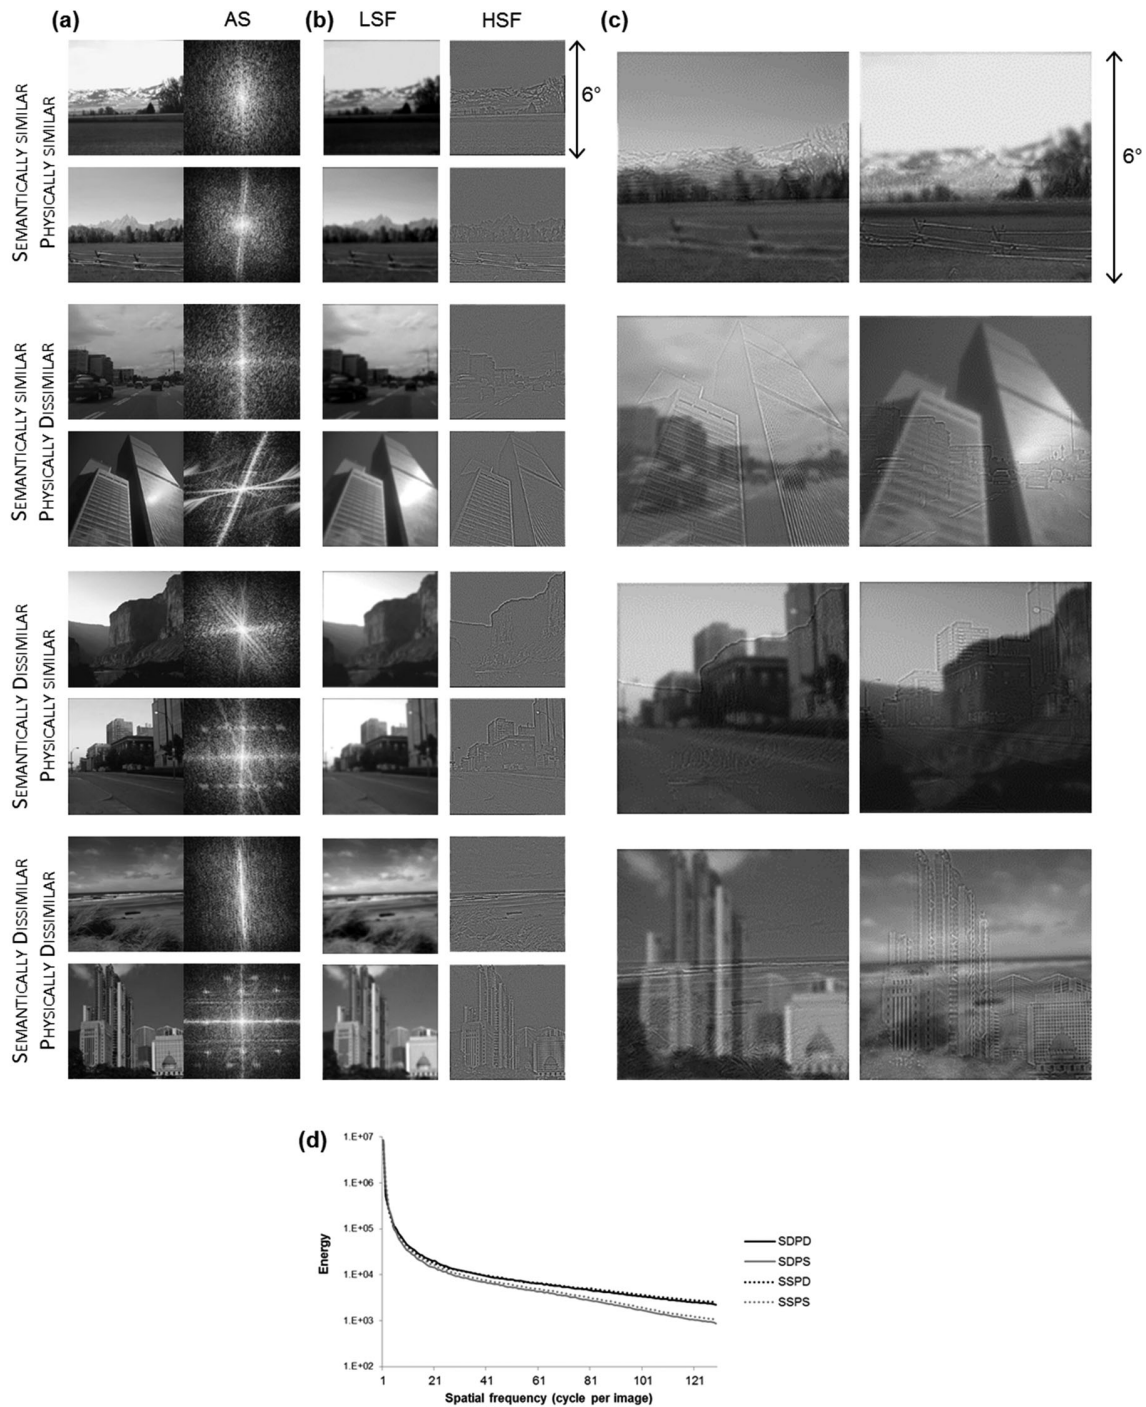 (a)
AS
(b)
LSF
HSF
(c)
SEMANTICALLY SIMILAR
PHYSICALLY SIMILAR
6°
6°
SEMANTICALLY SIMILAR
PHYSICALLY DISSIMILAR
SEMANTICALLY DISSIMILAR
PHYSICALLY SIMILAR
SEMANTICALLY DISSIMILAR
PHYSICALLY DISSIMILAR
(d)
1.E+07
1.E+06
1.E+05
1.E+04
1.E+03
1.E+02
Energy
1 21 41 61 81 101 121
Spatial frequency (cycle per image)
SDPD
SDPS
SSPD
SSPS